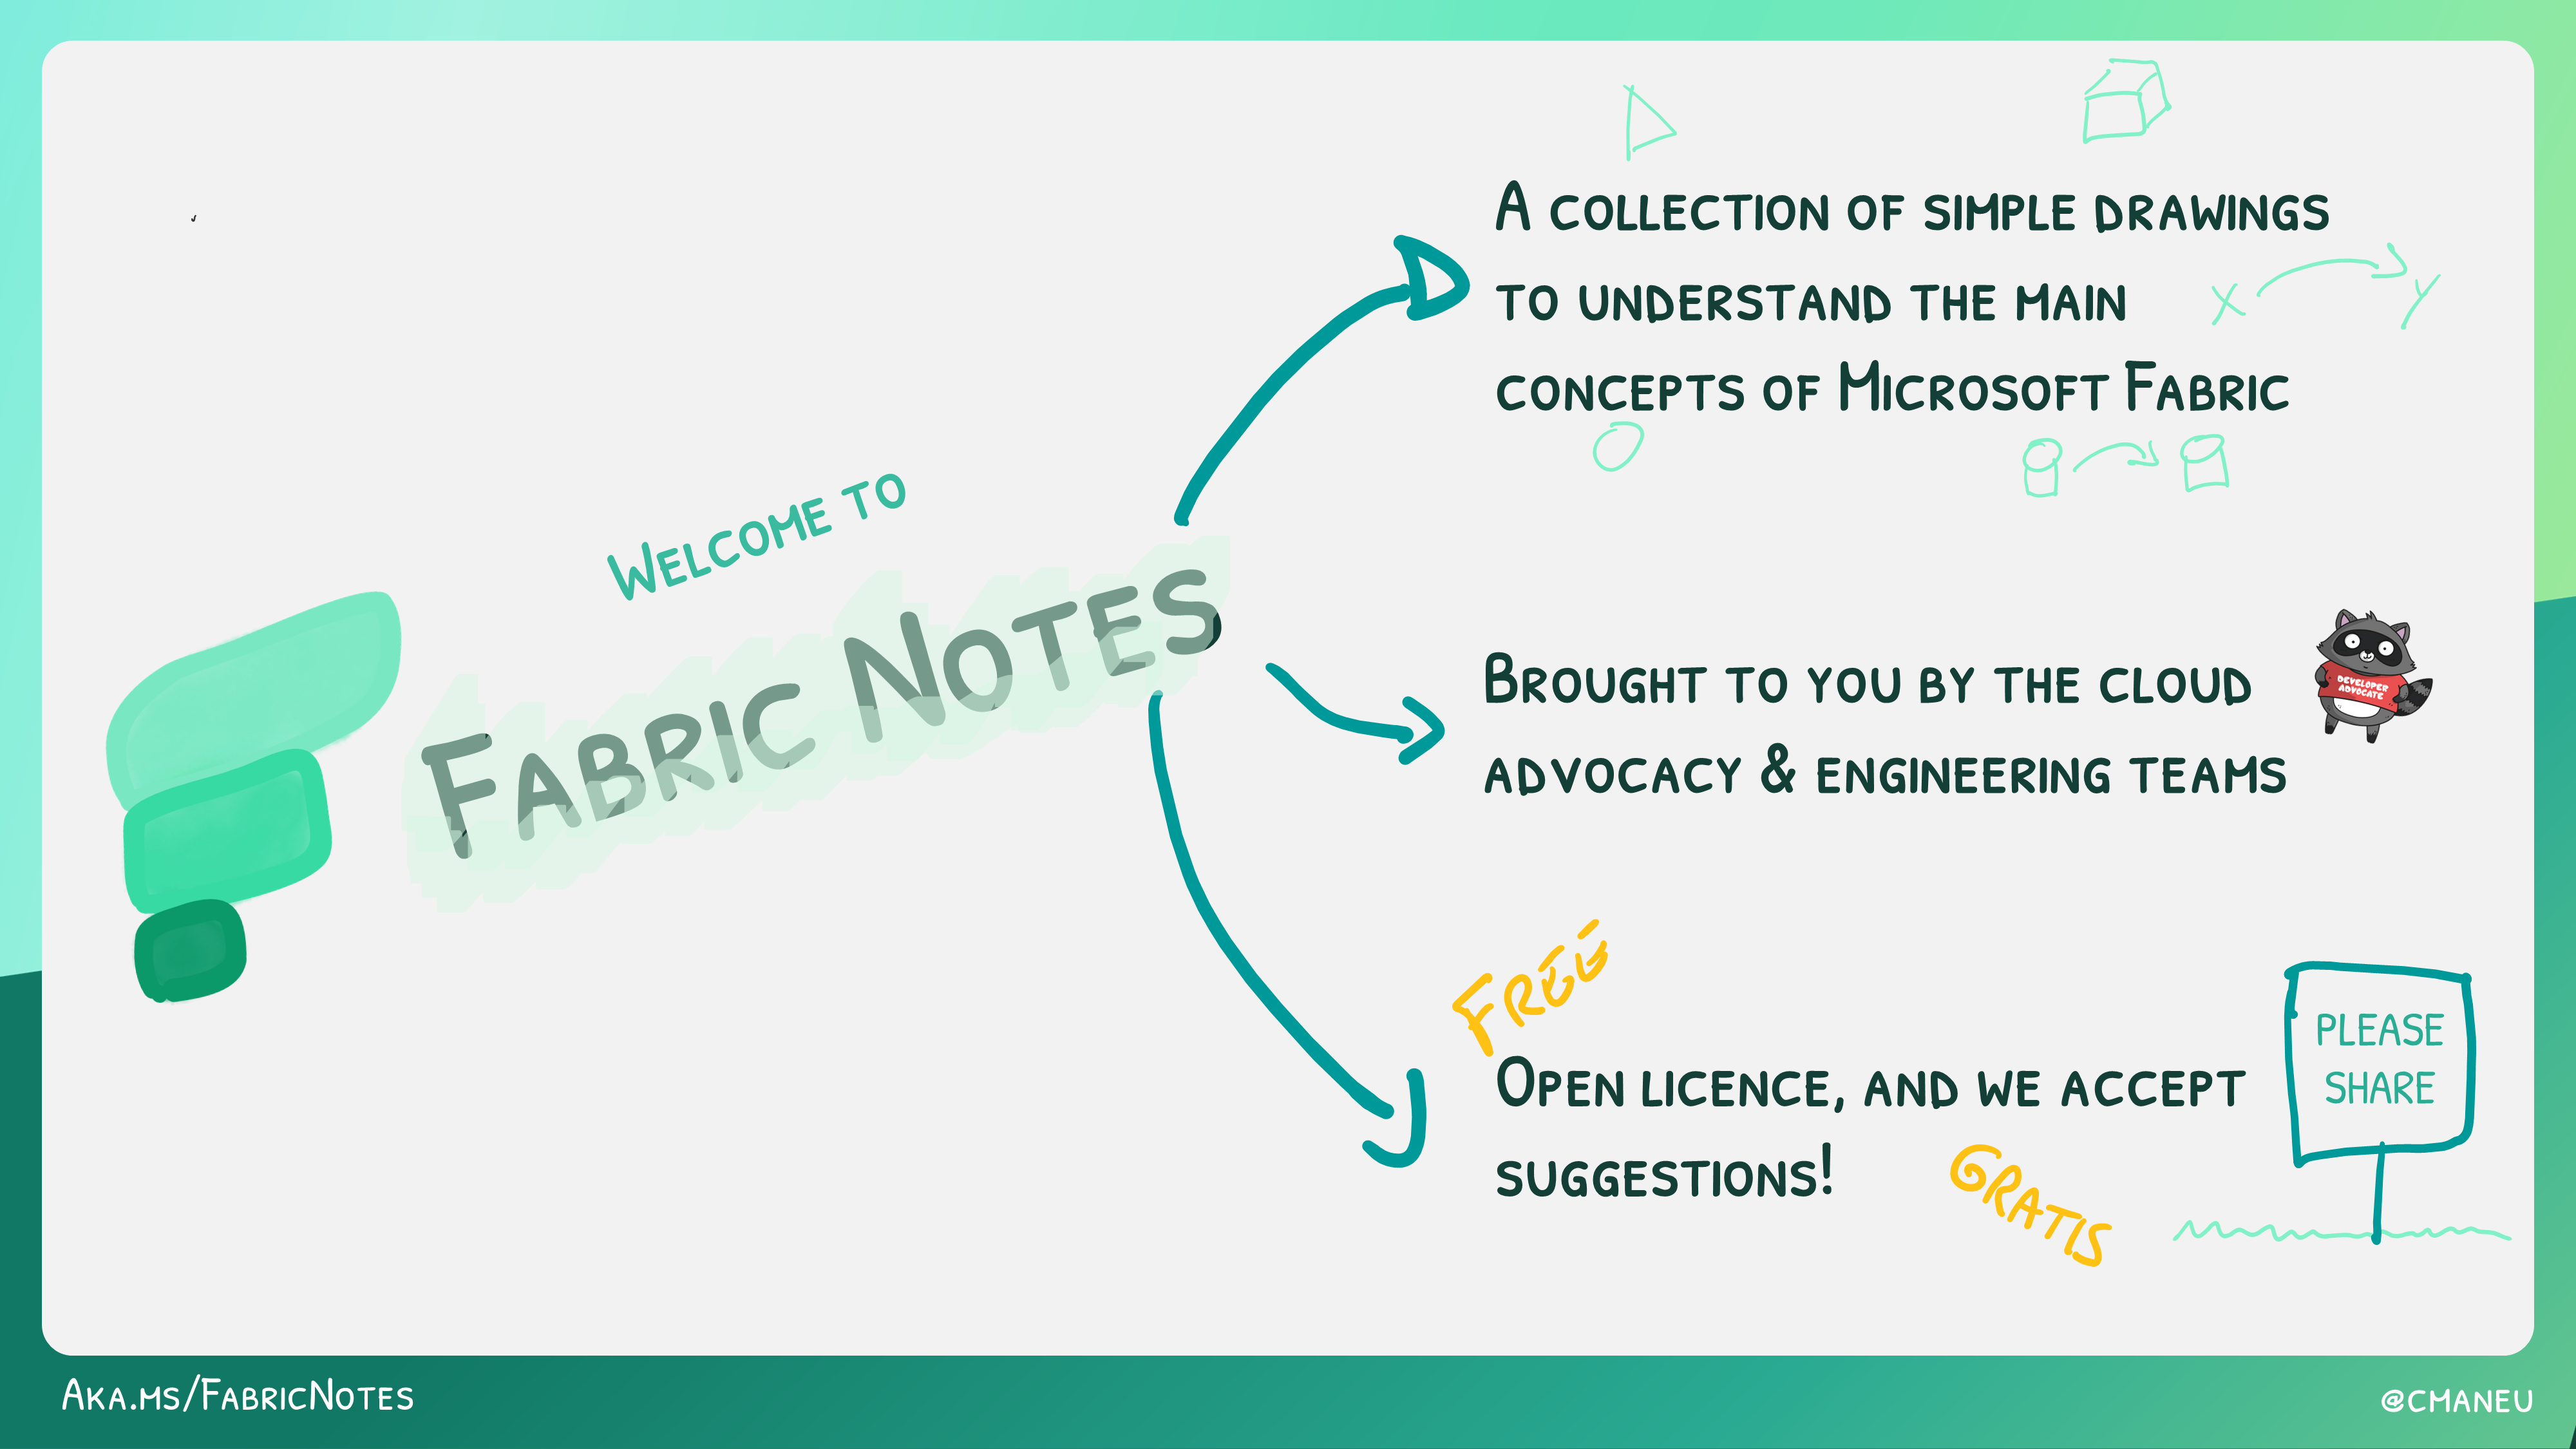 Welcome to
Fabric Notes
A collection of simple drawings
to understand the main
X Y
concepts of Microsoft Fabric
Brought to you by the cloud
advocacy & engineering teams
DEVELOPER
ADVOCATE
FREE
Open licence, and we accept
suggestions!
GRATIS
PLEASE
SHARE
Aka.ms/FabricNotes
@cmaneu